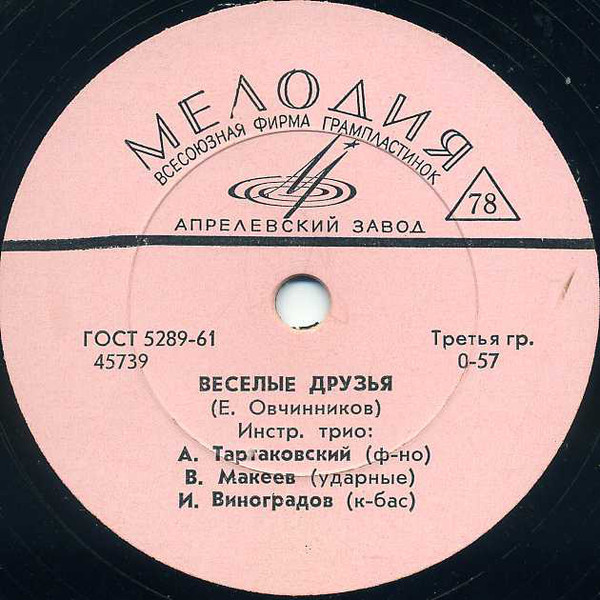 МЕЛОДИЯ
ВСЕСОЮЗНАЯ ФИРМА ГРАМПЛАСТИНОК
78
АПРЕЛЕВСКИЙ ЗАВОД
ГОСТ 5289-61
45739
Третья гр.
0-57
ВЕСЕЛЫЕ ДРУЗЬЯ
(Е. Овчинников)
Инстр. трио:
А. Тартаковский (ф-но)
В. Макеев (ударные)
И. Виноградов (к-бас)